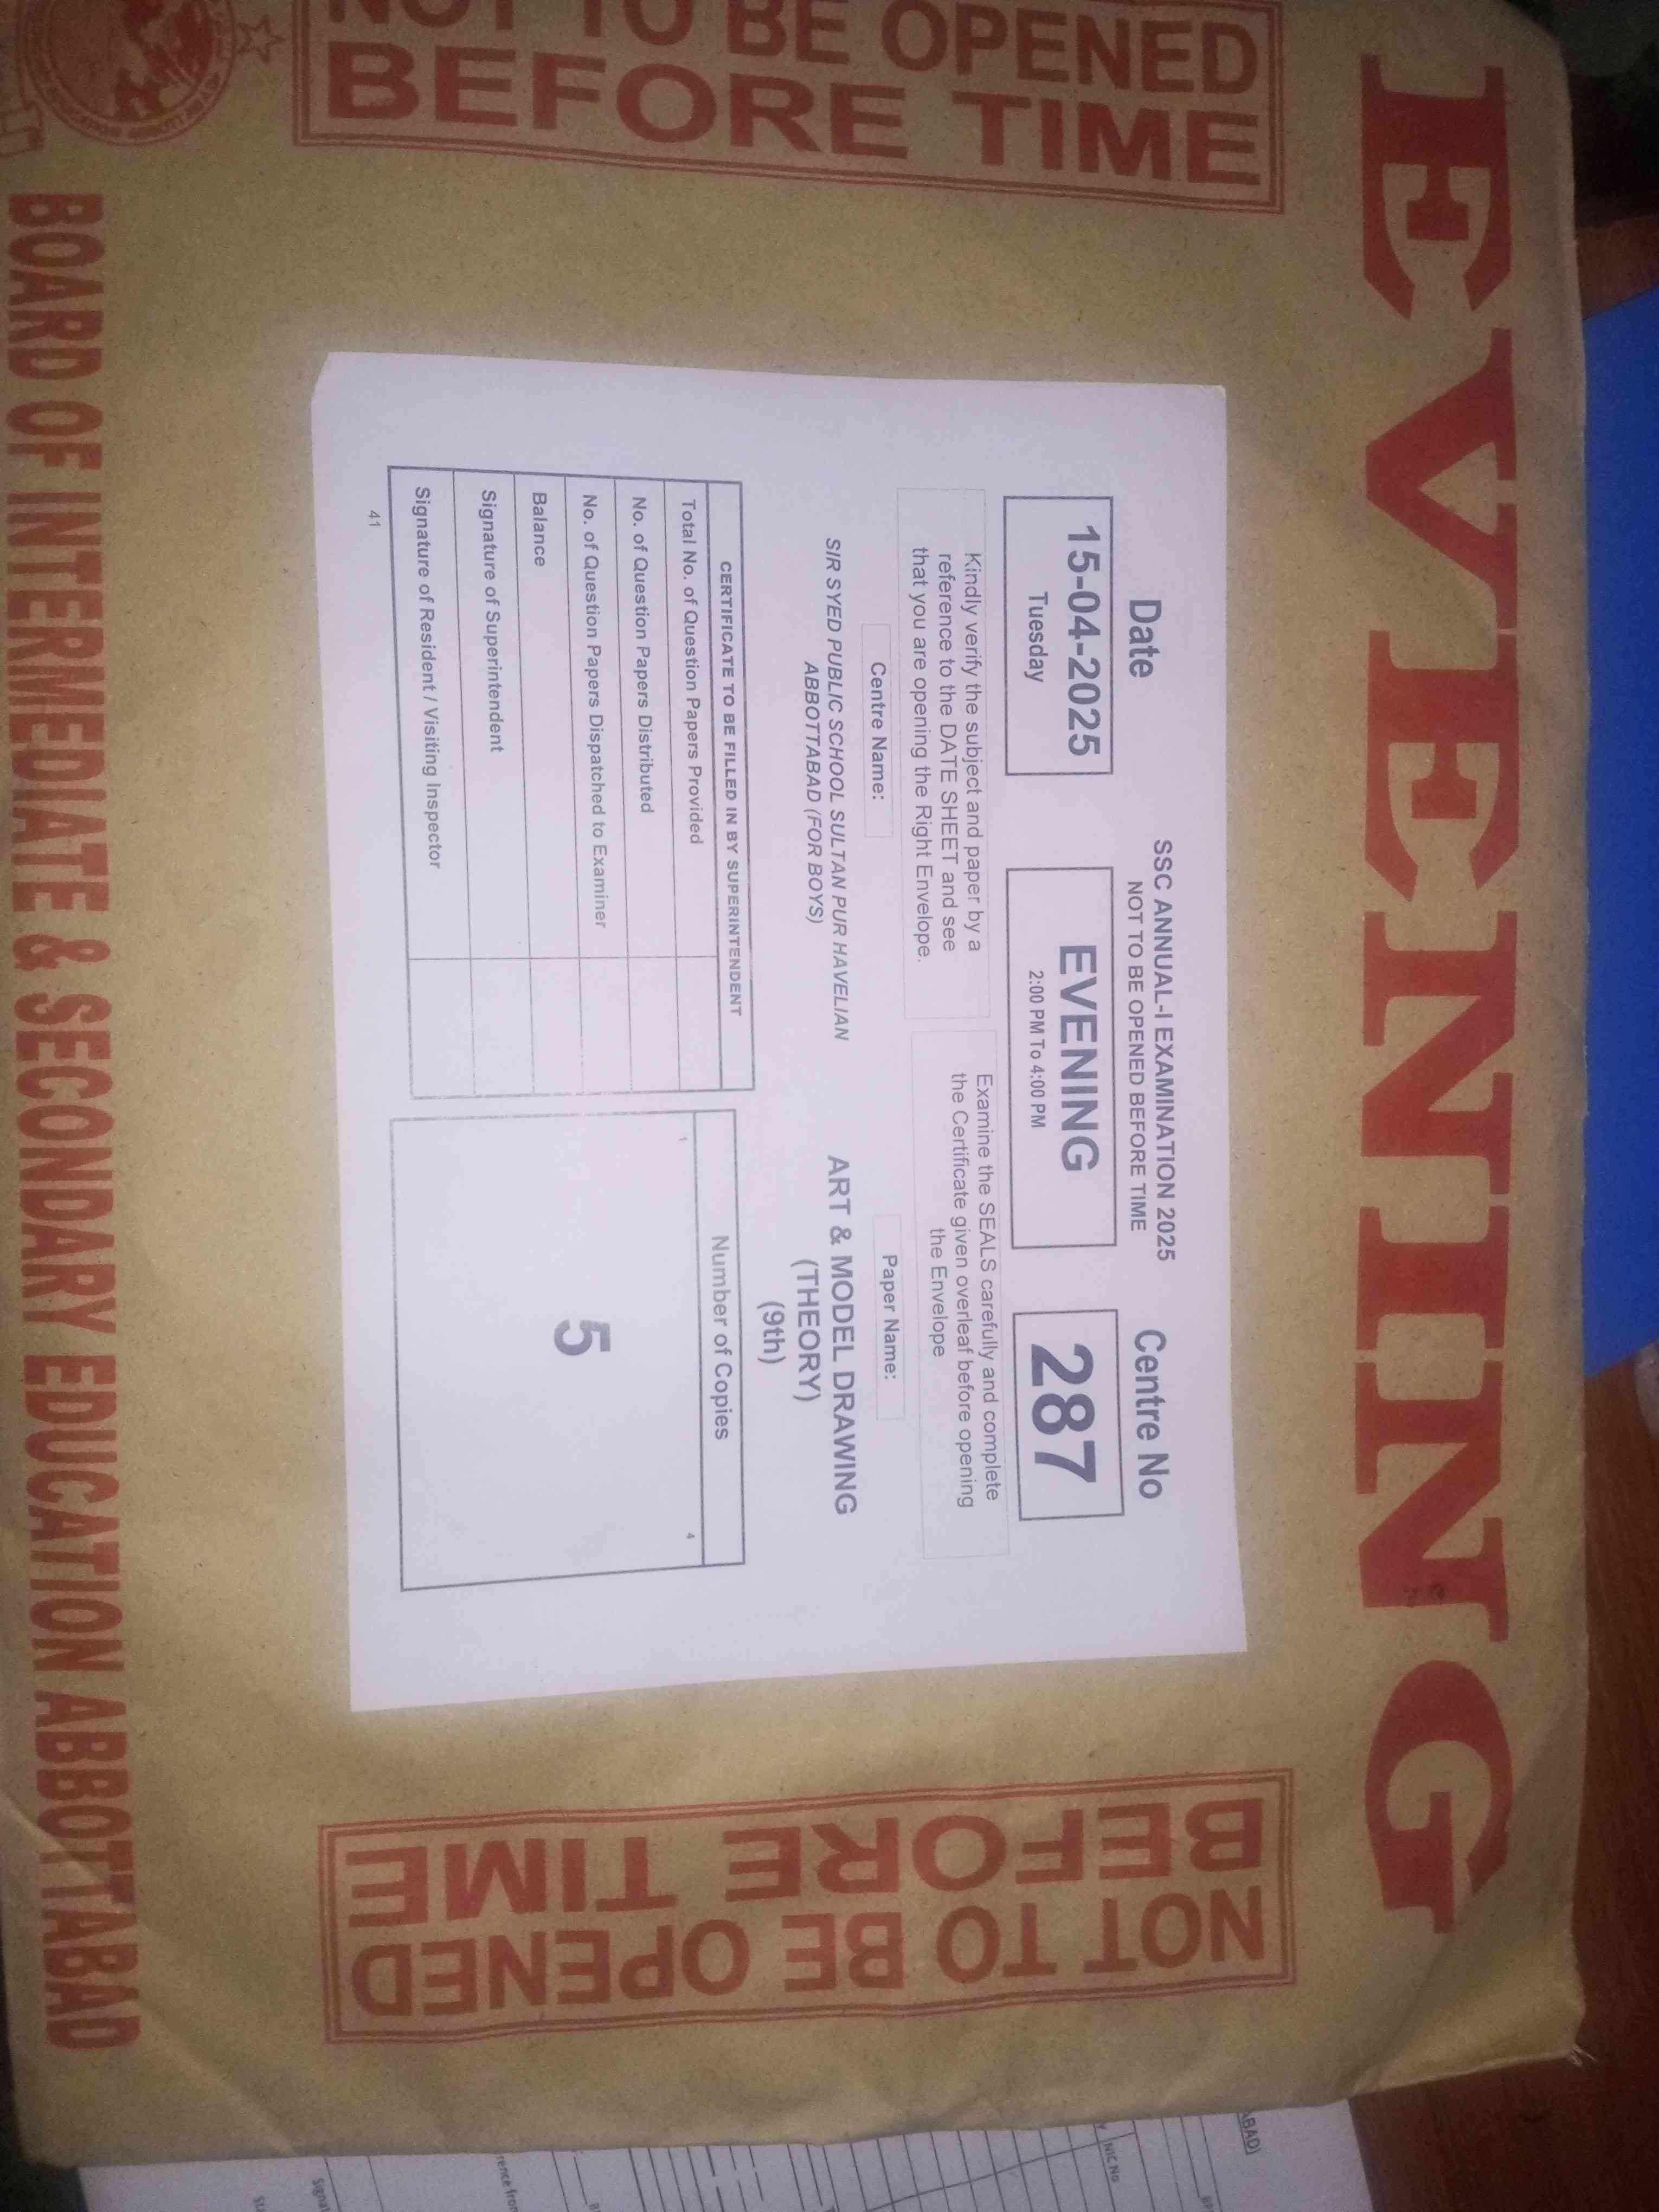 EVENING
NOT TO BE OPENED
BEFORE TIME
SSC ANNUAL-I EXAMINATION 2025
NOT TO BE OPENED BEFORE TIME
Date
Centre No
15-04-2025
Tuesday
EVENING
2:00 PM To 4:00 PM
287
Kindly verify the subject and paper by a
reference to the DATE SHEET and see
that you are opening the Right Envelope.
Examine the SEALS carefully and complete
the Certificate given overleaf before opening
the Envelope
Centre Name:
Paper Name:
SIR SYED PUBLIC SCHOOL SULTAN PUR HAVELIAN
ABBOTTABAD (FOR BOYS)
ART & MODEL DRAWING
(THEORY)
(9th)
CERTIFICATE TO BE FILLED IN BY SUPERINTENDENT
Total No. of Question Papers Provided
No. of Question Papers Distributed
No. of Question Papers Dispatched to Examiner
Balance
Signature of Superintendent
Signature of Resident / Visiting Inspector
Number of Copies
1
4
5
41
NOT TO BE OPENED
BEFORE TIME
BOARD OF INTERMEDIATE & SECONDARY EDUCATION ABBOTTABAD
BAD)
NIC No